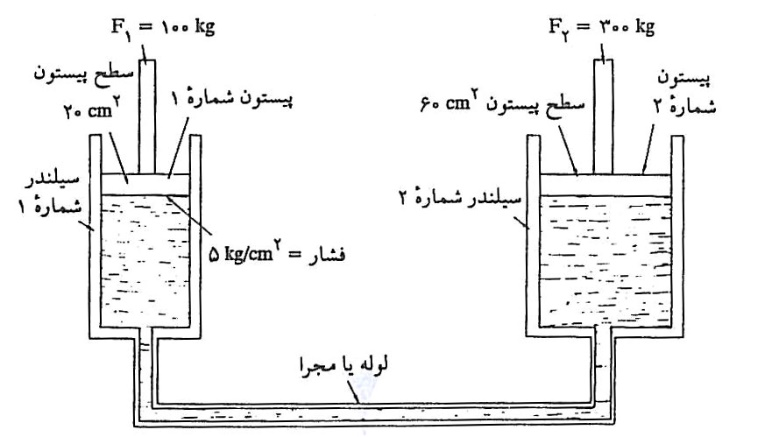 F۱ = ۱۰۰ kg
F۲ = ۳۰۰ kg
سطح پیستون
۲۰ cm۲
پیستون شمارهٔ ۱
سیلندر
شمارهٔ ۱
فشار = ۵ kg/cm۲
سطح پیستون ۶۰ cm۲
پیستون
شمارهٔ ۲
سیلندر شمارهٔ ۲
لوله یا مجرا